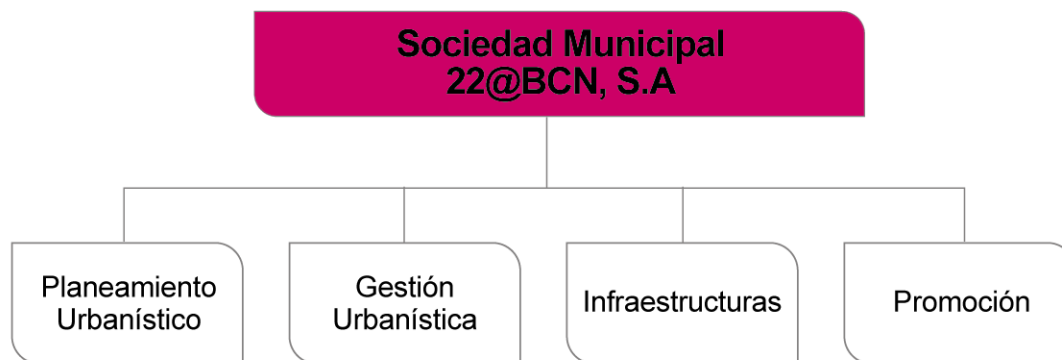 Sociedad Municipal
22@BCN, S.A
Planeamiento
Urbanístico
Gestión
Urbanística
Infraestructuras
Promoción